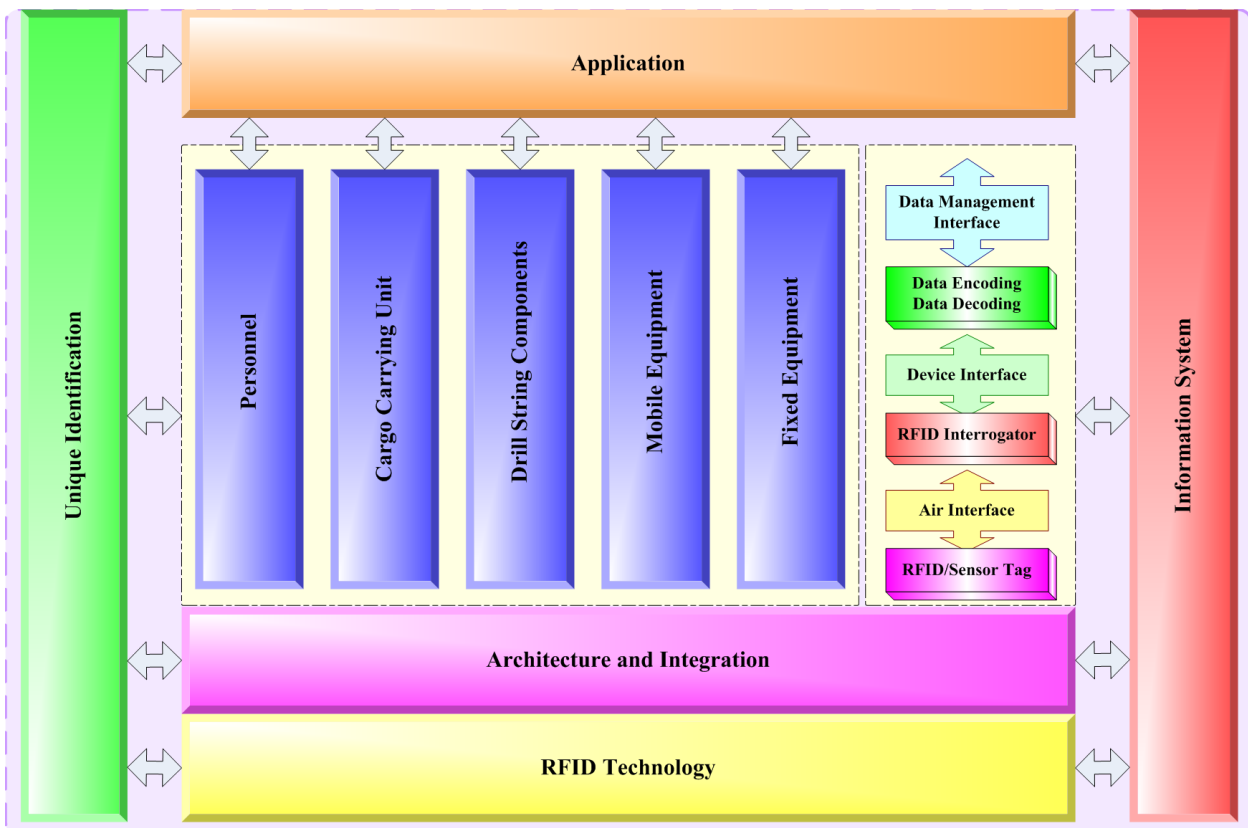 Application
Unique Identification
Personnel
Cargo Carrying Unit
Drill String Components
Mobile Equipment
Fixed Equipment
Data Management
Interface
Data Encoding
Data Decoding
Device Interface
RFID Interrogator
Air Interface
RFID/Sensor Tag
Information System
Architecture and Integration
RFID Technology